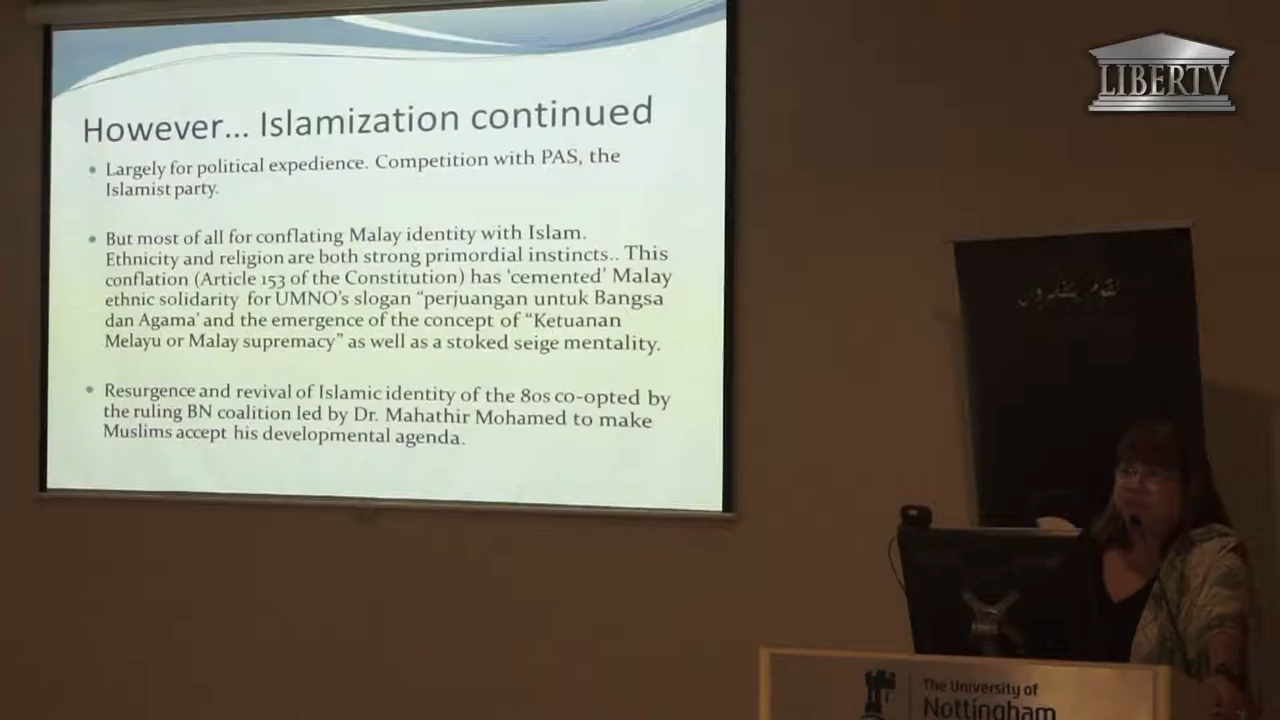 However... Islamization continued
• Largely for political expedience. Competition with PAS, the
Islamist party.
• But most of all for conflating Malay identity with Islam.
Ethnicity and religion are both strong primordial instincts.. This
conflation (Article 153 of the Constitution) has 'cemented' Malay
ethnic solidarity for UMNO's slogan "perjuangan untuk Bangsa
dan Agama' and the emergence of the concept of "Ketuanan
Melayu or Malay supremacy" as well as a stoked seige mentality.
• Resurgence and revival of Islamic identity of the 80s co-opted by
the ruling BN coalition led by Dr. Mahathir Mohamed to make
Muslims accept his developmental agenda.
LIBERTV
The University of
Nottingham